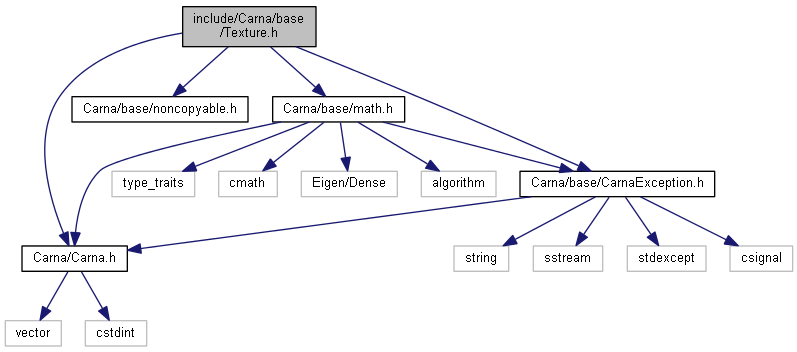 include/Carna/base
/Texture.h
Carna/base/noncopyable.h
Carna/base/math.h
type_traits
cmath
Eigen/Dense
algorithm
Carna/base/CarnaException.h
Carna/Carna.h
string
sstream
stdexcept
csignal
vector
cstdint